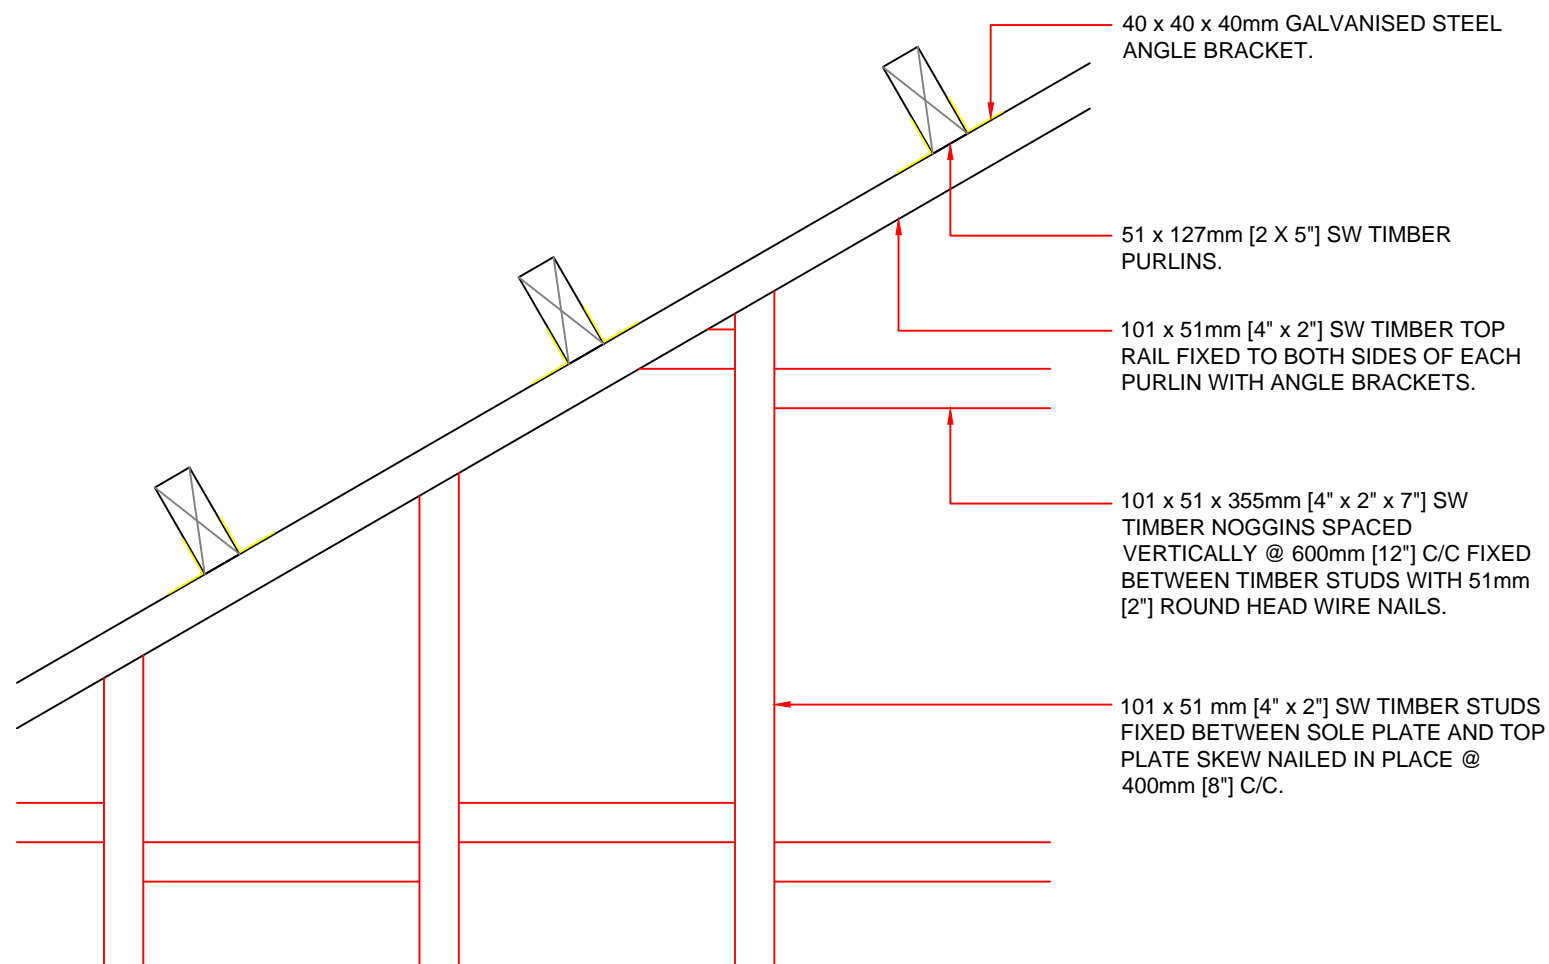 40 x 40 x 40mm GALVANISED STEEL
ANGLE BRACKET.
51 x 127mm [2 X 5"] SW TIMBER
PURLINS.
101 x 51mm [4" x 2"] SW TIMBER TOP
RAIL FIXED TO BOTH SIDES OF EACH
PURLIN WITH ANGLE BRACKETS.
101 x 51 x 355mm [4" x 2" x 7"] SW
TIMBER NOGGINS SPACED
VERTICALLY @ 600mm [12"] C/C FIXED
BETWEEN TIMBER STUDS WITH 51mm
[2"] ROUND HEAD WIRE NAILS.
101 x 51 mm [4" x 2"] SW TIMBER STUDS
FIXED BETWEEN SOLE PLATE AND TOP
PLATE SKEW NAILED IN PLACE @
400mm [8"] C/C.